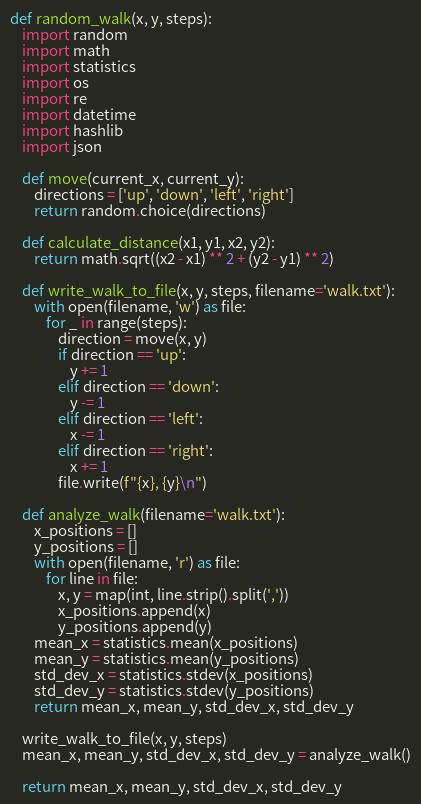 def random_walk(x, y, steps):
    import random
    import math
    import statistics
    import os
    import re
    import datetime
    import hashlib
    import json

    def move(current_x, current_y):
        directions = ['up', 'down', 'left', 'right']
        return random.choice(directions)

    def calculate_distance(x1, y1, x2, y2):
        return math.sqrt((x2 - x1) ** 2 + (y2 - y1) ** 2)

    def write_walk_to_file(x, y, steps, filename='walk.txt'):
        with open(filename, 'w') as file:
            for _ in range(steps):
                direction = move(x, y)
                if direction == 'up':
                    y += 1
                elif direction == 'down':
                    y -= 1
                elif direction == 'left':
                    x -= 1
                elif direction == 'right':
                    x += 1
                file.write(f"{x}, {y}\n")

    def analyze_walk(filename='walk.txt'):
        x_positions = []
        y_positions = []
        with open(filename, 'r') as file:
            for line in file:
                x, y = map(int, line.strip().split(','))
                x_positions.append(x)
                y_positions.append(y)
        mean_x = statistics.mean(x_positions)
        mean_y = statistics.mean(y_positions)
        std_dev_x = statistics.stdev(x_positions)
        std_dev_y = statistics.stdev(y_positions)
        return mean_x, mean_y, std_dev_x, std_dev_y

    write_walk_to_file(x, y, steps)
    mean_x, mean_y, std_dev_x, std_dev_y = analyze_walk()

    return mean_x, mean_y, std_dev_x, std_dev_y